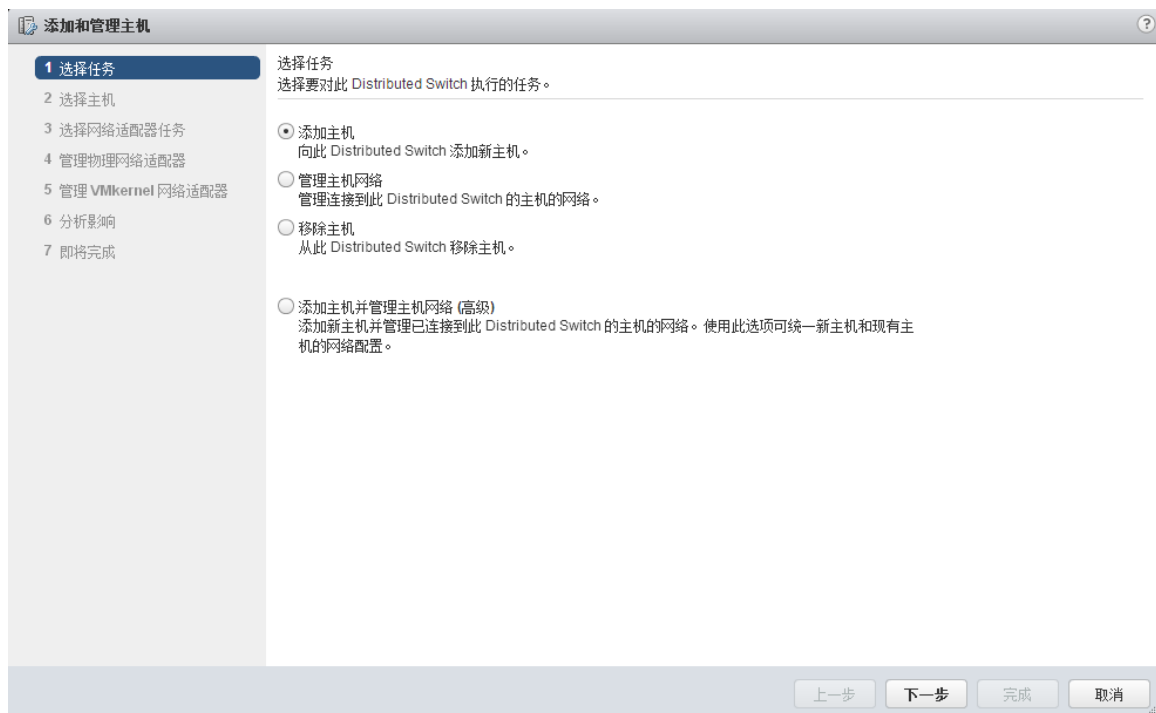 添加和管理主机
?
1 选择任务
2 选择主机
3 选择网络适配器任务
4 管理物理网络适配器
5 管理 VMkernel 网络适配器
6 分析影响
7 即将完成
选择任务
选择要对此 Distributed Switch 执行的任务。
添加主机
向此 Distributed Switch 添加新主机。
管理主机网络
管理连接到此 Distributed Switch 的主机的网络。
移除主机
从此 Distributed Switch 移除主机。
添加主机并管理主机网络 (高级)
添加新主机并管理已连接到此 Distributed Switch 的主机的网络。使用此选项可统一新主机和现有主
机的网络配置。
上一步 下一步 完成 取消